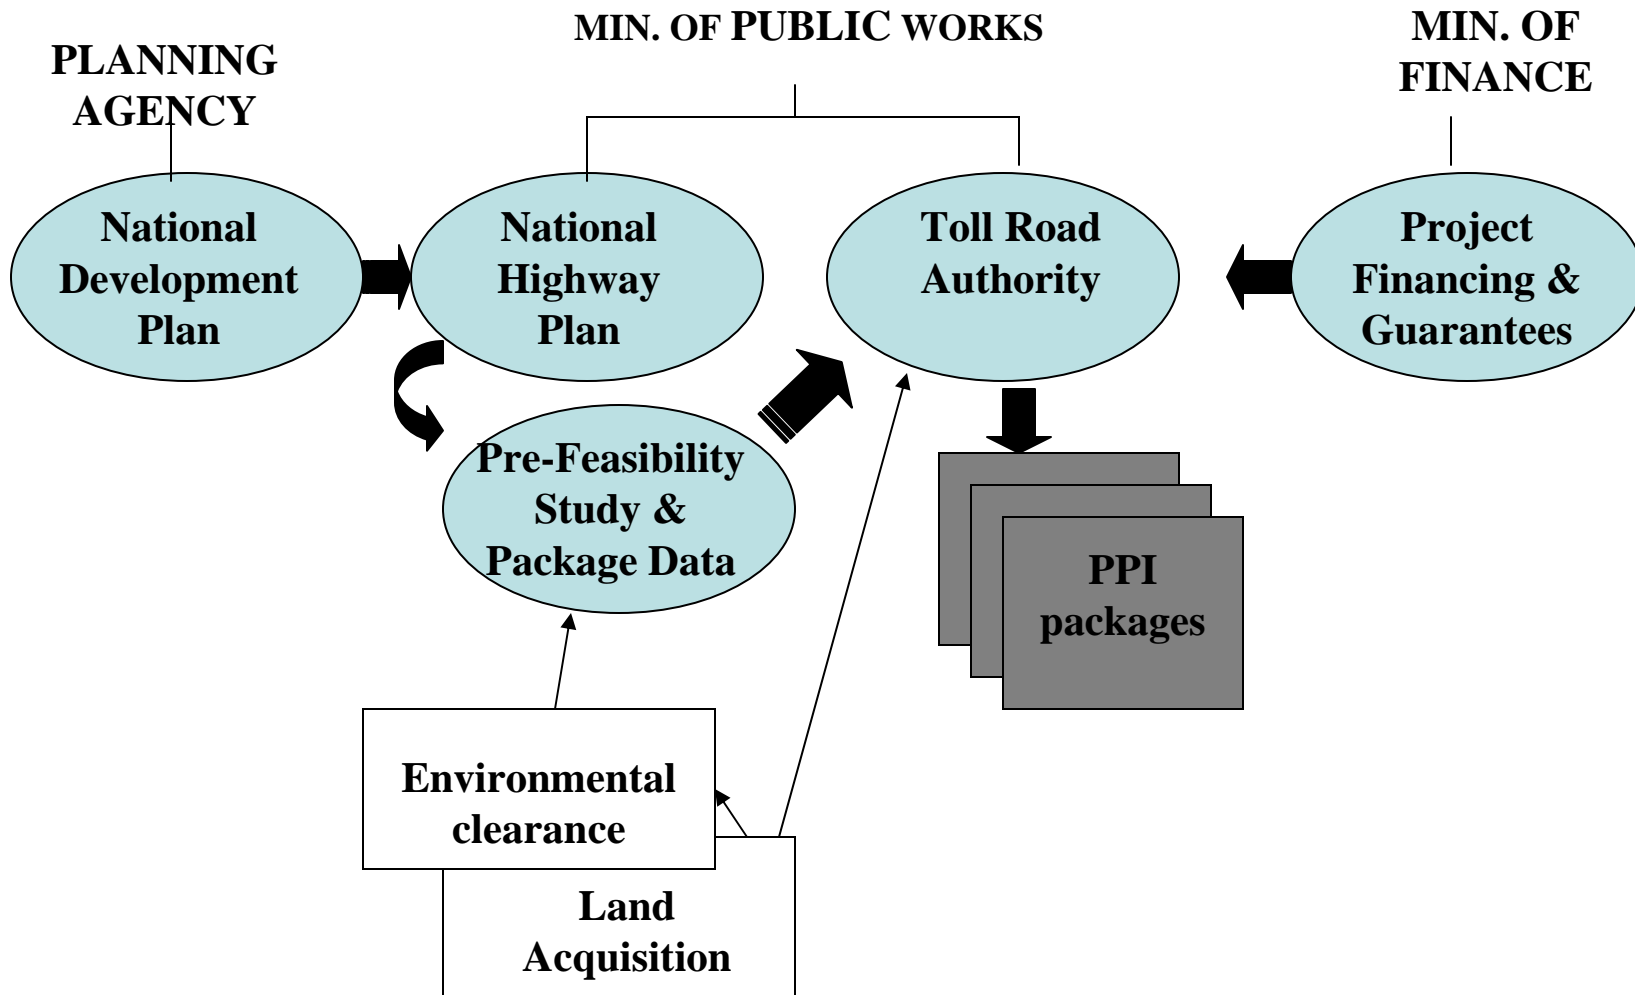 MIN. OF PUBLIC WORKS
MIN. OF
FINANCE
PLANNING
AGENCY
National
Development
Plan
National
Highway
Plan
Toll Road
Authority
Project
Financing &
Guarantees
Pre-Feasibility
Study &
Package Data
PPI
packages
Environmental
clearance
Land
Acquisition